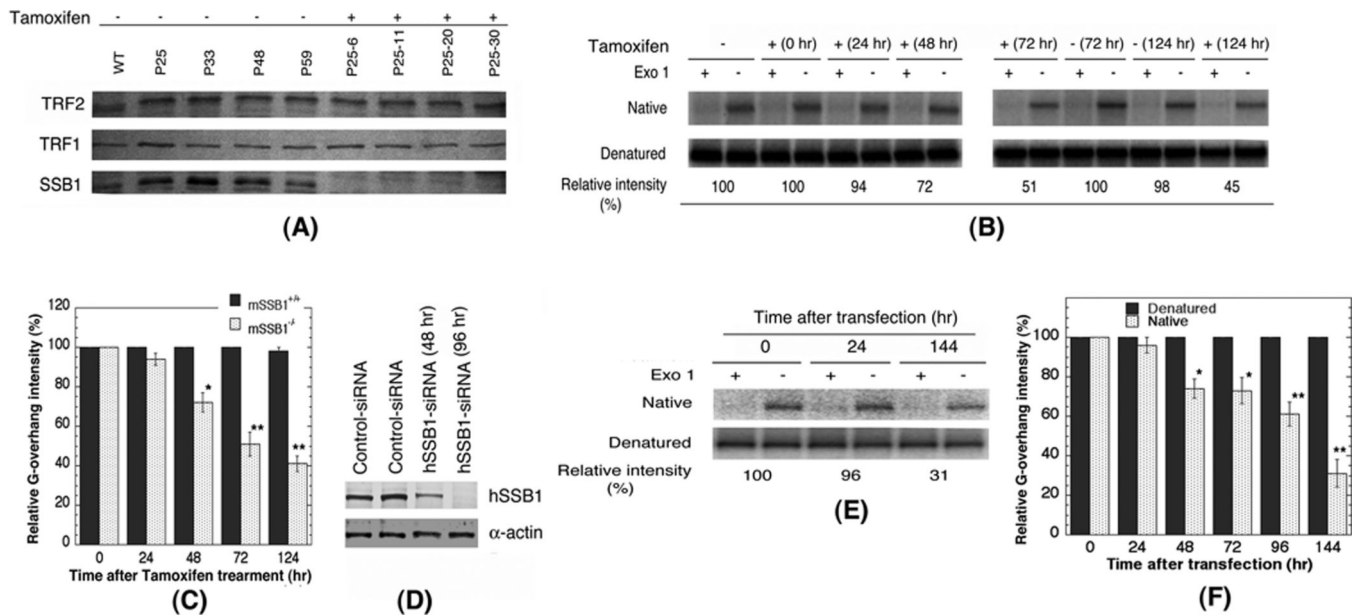 Tamoxifen - - - - - + + + +
WT P25 P33 P48 P59 P25-6 P25-11 P25-20 P25-30
TRF2
TRF1
SSB1
(A)
Tamoxifen - + (0 hr) + (24 hr) + (48 hr) + (72 hr) - (72 hr) - (124 hr) + (124 hr)
Exo 1 + - + - + - + - + - + - + - + -
Native
Denatured
Relative intensity 100 100 94 72 51 100 98 45
(%)
(B)
Relative G-overhang intensity (%)
120
100
80
60
40
20
0
mSSB1+/+
mSSB1-/-
* ** **
0 24 48 72 124
Time after Tamoxifen trearment (hr)
(C)
Control-siRNA
Control-siRNA
hSSB1-siRNA (48 hr)
hSSB1-siRNA (96 hr)
hSSB1
α-actin
(D)
Time after transfection (hr)
0 24 144
Exo 1 + - + - + -
Native
Denatured
Relative intensity 100 96 31
(%)
(E)
Relative G-overhang intensity (%)
100
80
60
40
20
0
Denatured
Native
* * ** **
0 24 48 72 96 144
Time after transfection (hr)
(F)